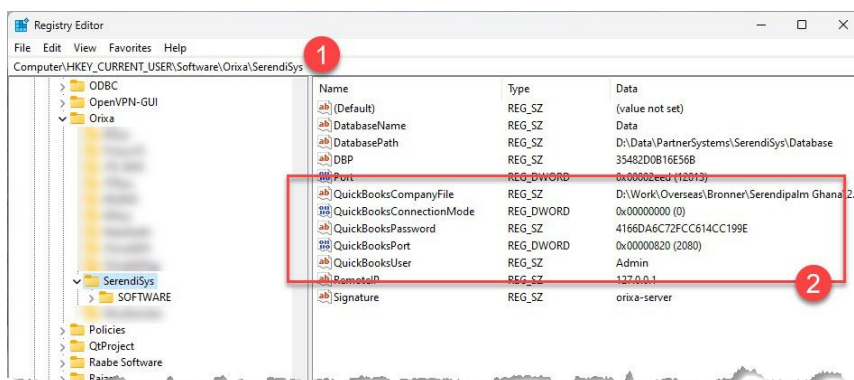 Registry Editor
File Edit View Favorites Help
1
Computer\HKEY_CURRENT_USER\Software\Orixa\SerendiSys
ODBC
OpenVPN-GUI
Orixa
SerendiSys
SOFTWARE
Policies
QtProject
Raabe Software
Name Type Data
(Default) REG_SZ (value not set)
DatabaseName REG_SZ Data
DatabasePath REG_SZ D:\Data\PartnerSystems\SerendiSys\Database
DBP REG_SZ 35482D0B16E56B
Port REG_DWORD 0x00002eed (12013)
QuickBooksCompanyFile REG_SZ D:\Work\Overseas\Bronner\Serendipalm Ghana\2.
QuickBooksConnectionMode REG_DWORD 0x00000000 (0)
QuickBooksPassword REG_SZ 4166DA6C72FCC614CC199E
QuickBooksPort REG_DWORD 0x00000820 (2080)
QuickBooksUser REG_SZ Admin
RemoteIP REG_SZ 127.0.0.1
2
Signature REG_SZ orixa-server